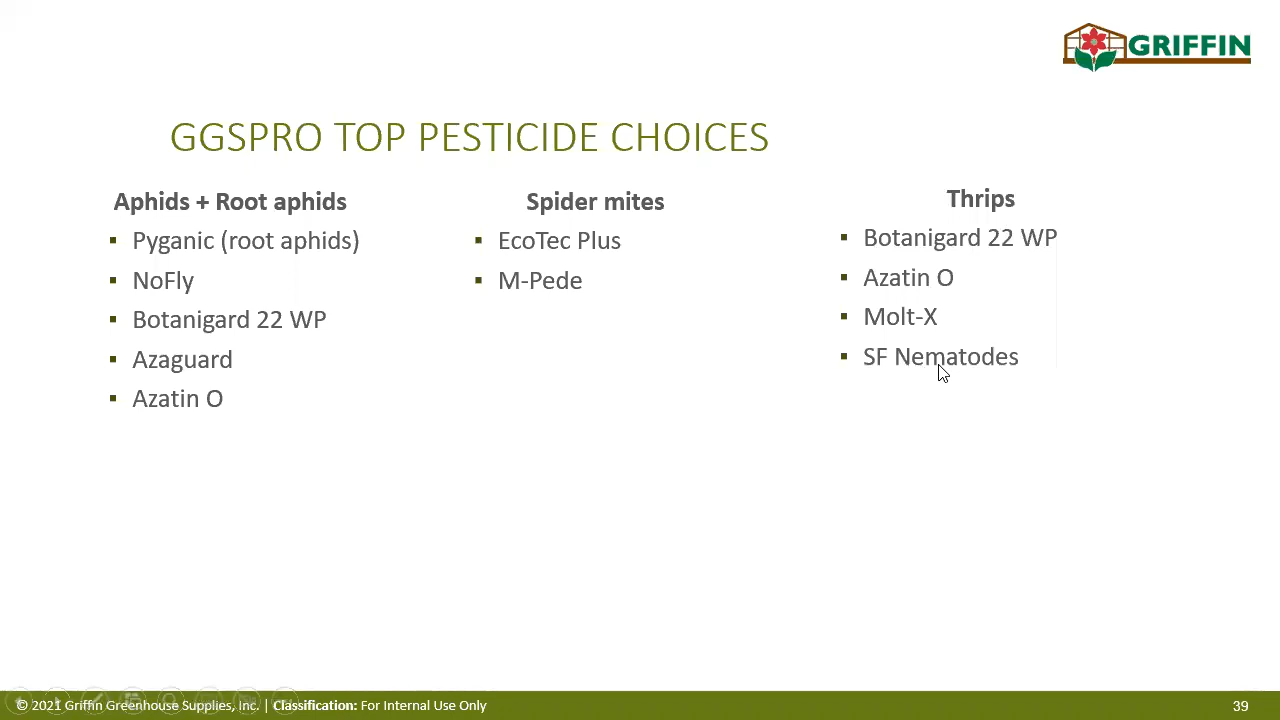 GRIFFIN
GGSPRO TOP PESTICIDE CHOICES
Aphids + Root aphids
▪ Pyganic (root aphids)
▪ NoFly
▪ Botanigard 22 WP
▪ Azaguard
▪ Azatin O
Spider mites
▪ EcoTec Plus
▪ M-Pede
Thrips
▪ Botanigard 22 WP
▪ Azatin O
▪ Molt-X
▪ SF Nematodes
© 2021 Griffin Greenhouse Supplies, Inc. | Classification: For Internal Use Only
39